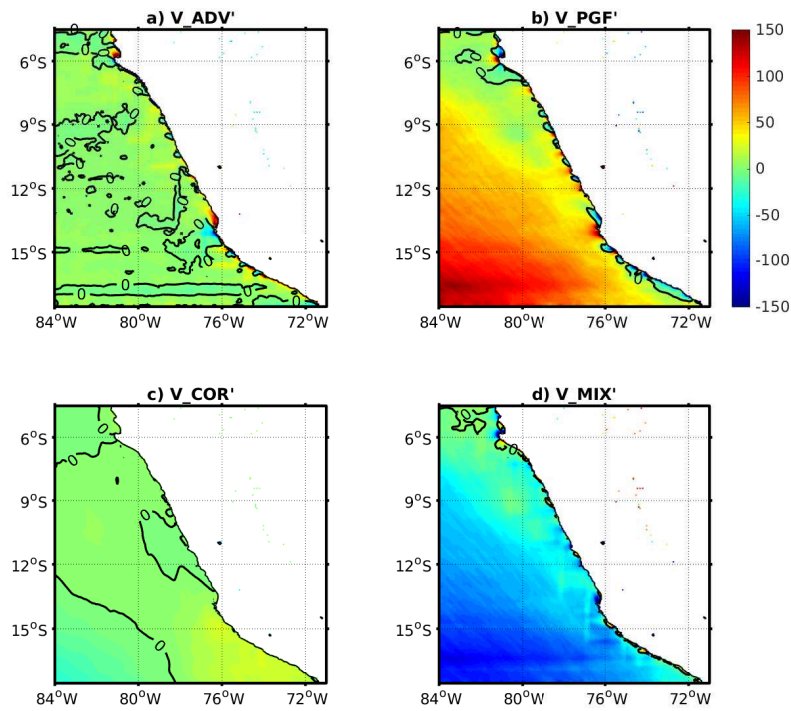 a) V_ADV'
b) V_PGF'
6°S
9°S
12°S
15°S
84°W
80°W
76°W
72°W
6°S
9°S
12°S
15°S
84°W
80°W
76°W
72°W
150
100
50
0
-50
-100
-150
c) V_COR'
d) V_MIX'
6°S
9°S
12°S
15°S
84°W
80°W
76°W
72°W
6°S
9°S
12°S
15°S
84°W
80°W
76°W
72°W